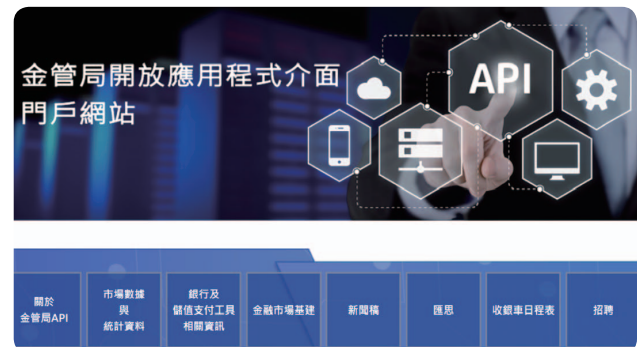 金管局開放應用程式介面
門戶網站
API
關於
金管局API
市場數據
與
統計資料
銀行及
儲值支付工具
相關資訊
金融市場基建
新聞稿
匯思
收銀車日程表
招聘